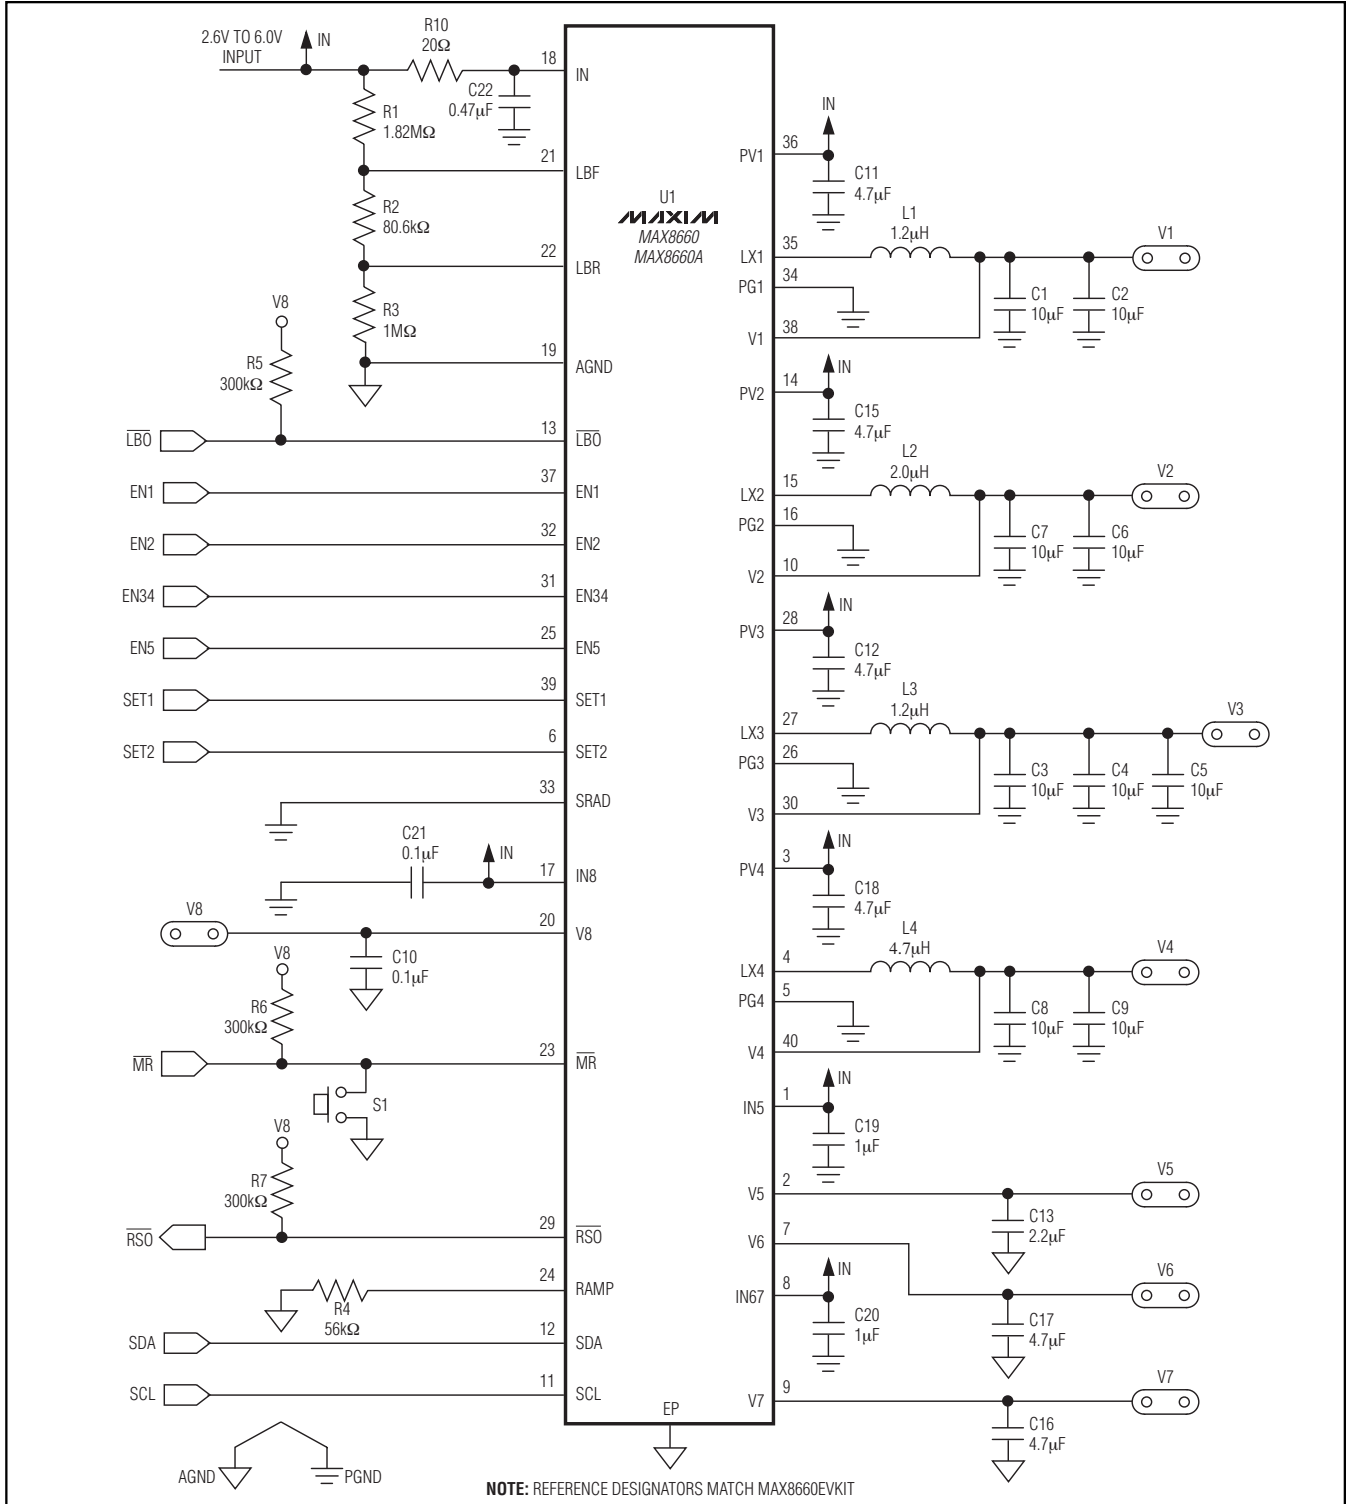 2.6V TO 6.0V
INPUT
IN
R10
20Ω
18
IN
C22
0.47µF
R1
1.82MΩ
21
LBF
R2
80.6kΩ
22
LBR
R3
1MΩ
19
AGND
V8
R5
300kΩ
LBO
13
LBO
EN1
37
EN1
EN2
32
EN2
EN34
31
EN34
EN5
25
EN5
SET1
39
SET1
SET2
6
SET2
33
SRAD
C21
0.1µF
IN
17
IN8
V8
20
V8
C10
0.1µF
V8
R6
300kΩ
MR
23
MR
S1
V8
R7
300kΩ
RSO
29
RSO
24
RAMP
R4
56kΩ
SDA
12
SDA
SCL
11
SCL
AGND
PGND
U1
MAXIM
MAX8660
MAX8660A
EP
IN
36
PV1
C11
4.7µF
L1
1.2µH
35
LX1
V1
34
PG1
C1
10µF
C2
10µF
38
V1
IN
14
PV2
C15
4.7µF
L2
2.0µH
15
LX2
V2
16
PG2
C7
10µF
C6
10µF
10
V2
IN
28
PV3
C12
4.7µF
L3
1.2µH
27
LX3
V3
26
PG3
C3
10µF
C4
10µF
C5
10µF
30
V3
IN
3
PV4
C18
4.7µF
L4
4.7µH
4
LX4
V4
5
PG4
C8
10µF
C9
10µF
40
V4
IN
1
IN5
C19
1µF
2
V5
V5
C13
2.2µF
7
V6
V6
IN
8
IN67
C20
1µF
C17
4.7µF
9
V7
V7
C16
4.7µF
NOTE: REFERENCE DESIGNATORS MATCH MAX8660EVKIT